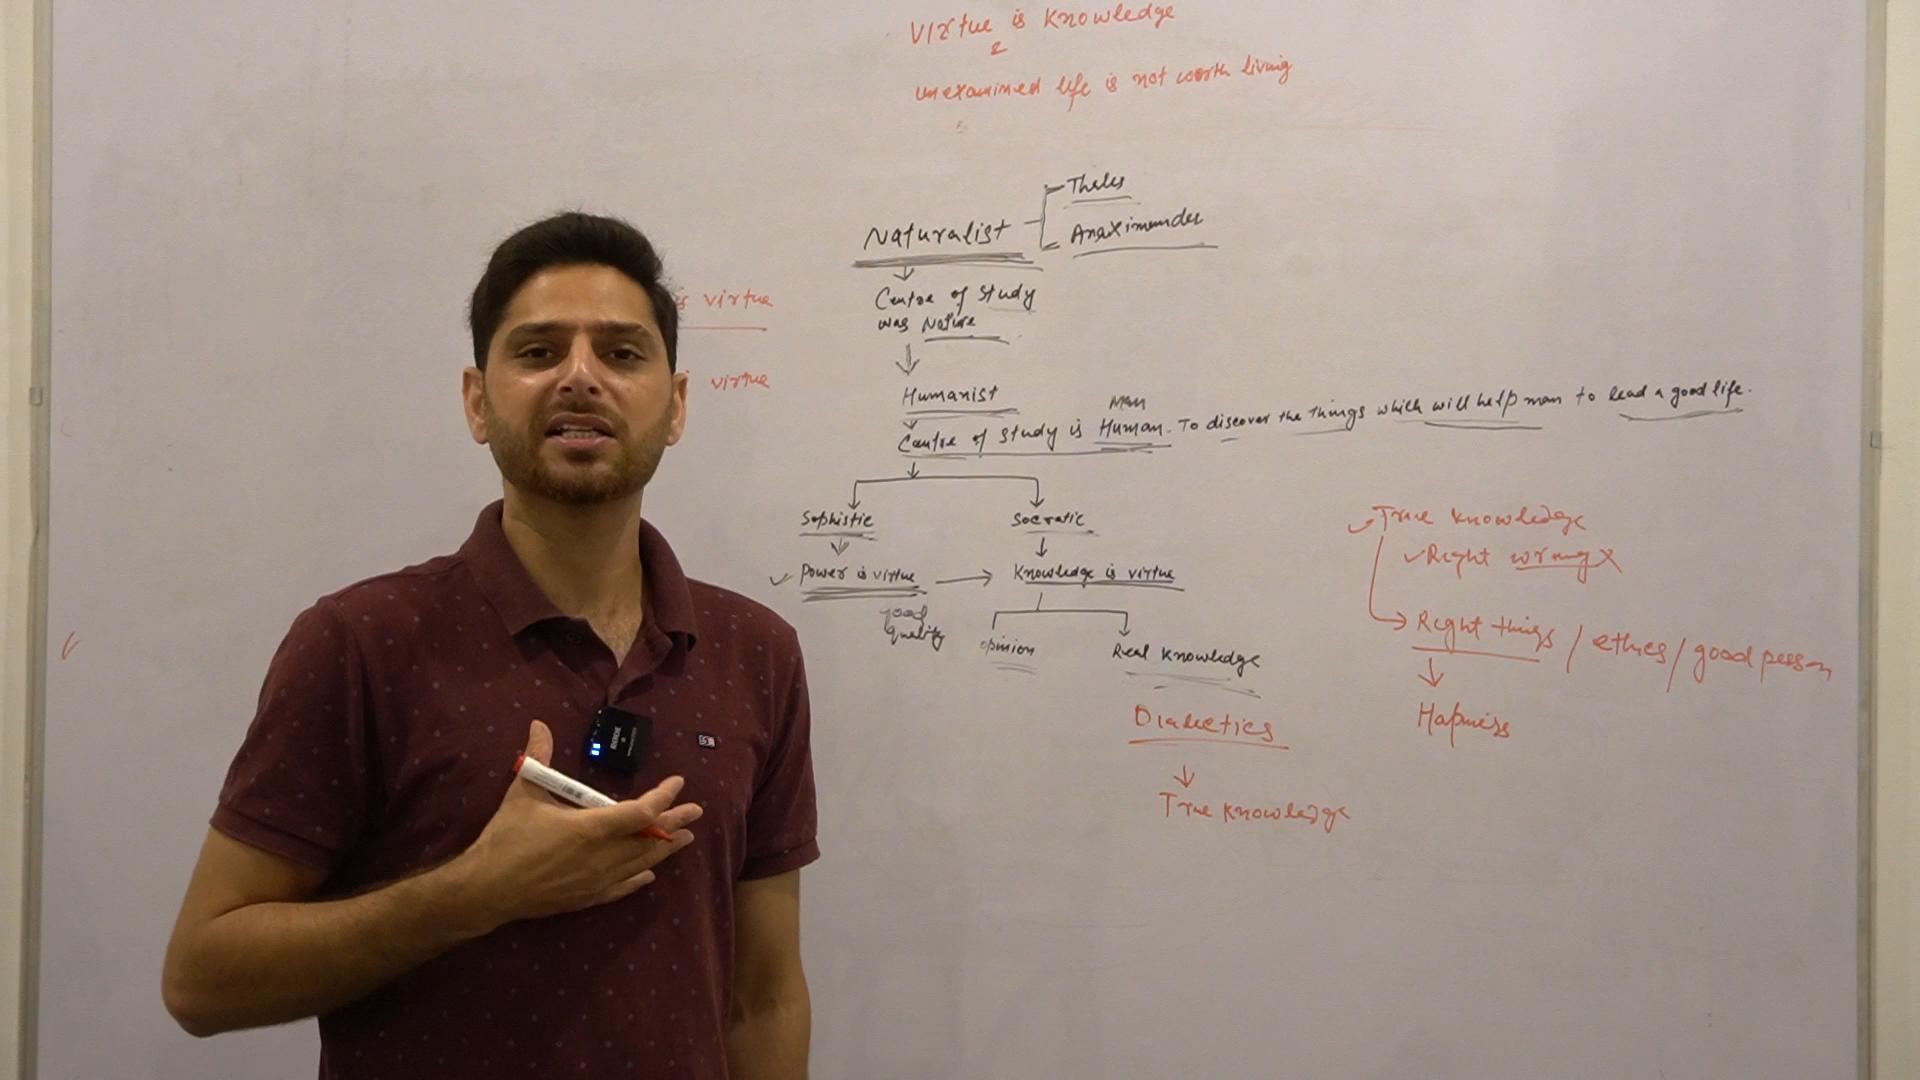 Virtue is Knowledge
unexamined life is not worth living
Naturalist
Thales
Anaximander
Centre of Study
was Nature
virtue
virtue
Humanist
Man
Centre of Study is Human. To discover the things which will help man to lead a good life.
Sophistic
Socratic
Power is virtue
Knowledge is virtue
good
quality
opinion
Real Knowledge
Dialectics
True Knowledge
True Knowledge
Right wrong
Right things / ethics / good person